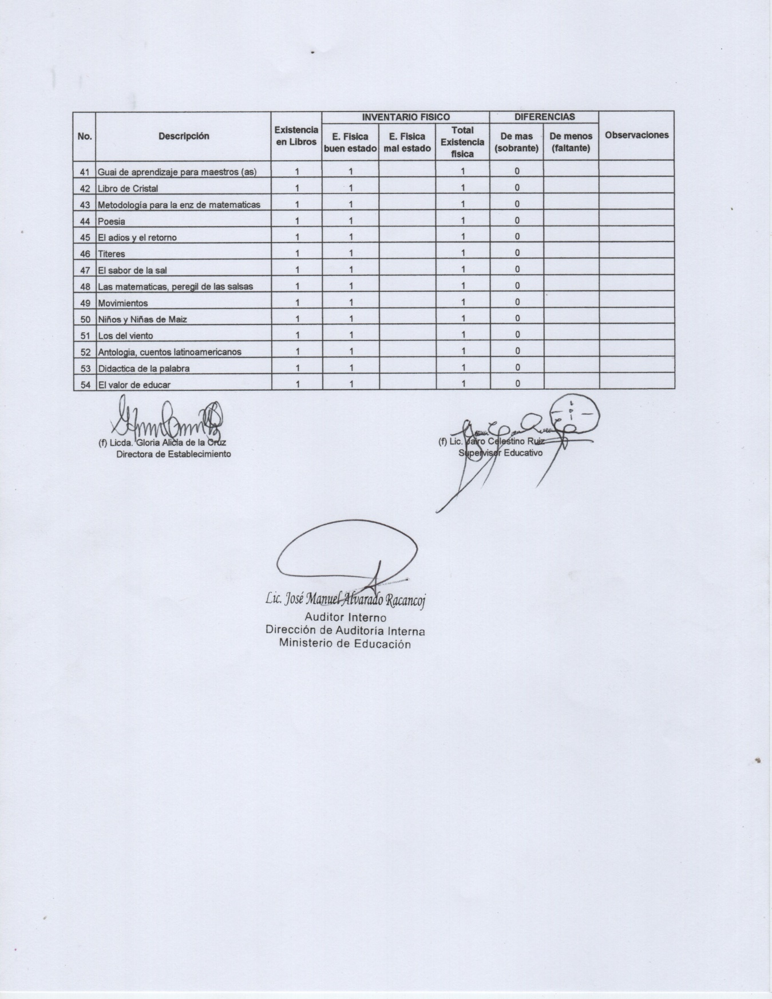 No. Descripción Existencia en Libros INVENTARIO FISICO DIFERENCIAS Observaciones
E. Fisica buen estado E. Fisica mal estado Total Existencia fisica De mas (sobrante) De menos (faltante)
41 Guai de aprendizaje para maestros (as) 1 1 1 0
42 Libro de Cristal 1 1 1 0
43 Metodología para la enz de matematicas 1 1 1 0
44 Poesia 1 1 1 0
45 El adios y el retorno 1 1 1 0
46 Titeres 1 1 1 0
47 El sabor de la sal 1 1 1 0
48 Las matematicas, peregil de las salsas 1 1 1 0
49 Movimientos 1 1 1 0
50 Niños y Niñas de Maiz 1 1 1 0
51 Los del viento 1 1 1 0
52 Antologia, cuentos latinoamericanos 1 1 1 0
53 Didactica de la palabra 1 1 1 0
54 El valor de educar 1 1 1 0
(f) Licda. Gloria Alicia de la Cruz
Directora de Establecimiento
(f) Lic. Jairo Celestino Ruiz
Supervisor Educativo
Lic. José Manuel Alvarado Racancoj
Auditor Interno
Dirección de Auditoría Interna
Ministerio de Educación